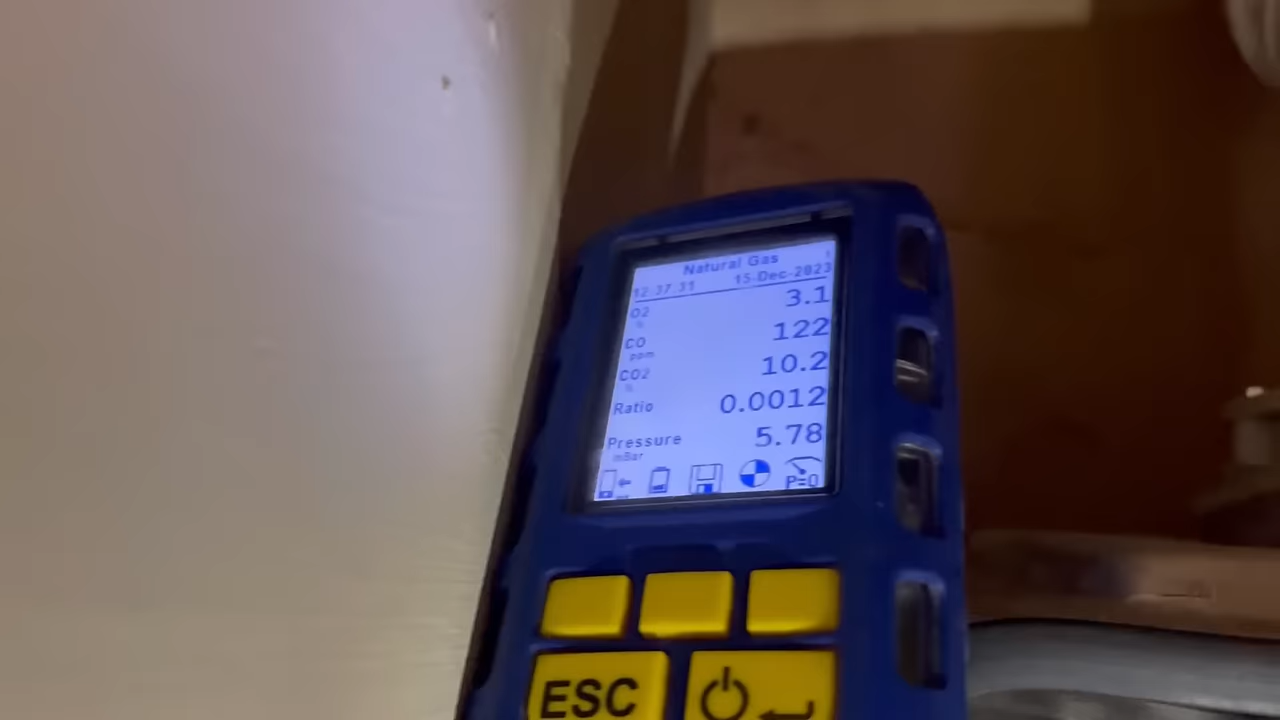 Natural Gas
12:37:31 15-Dec-2023
O2 3.1
%
CO 122
ppm
CO2 10.2
%
Ratio 0.0012
Pressure 5.78
mBar
P=0
ESC